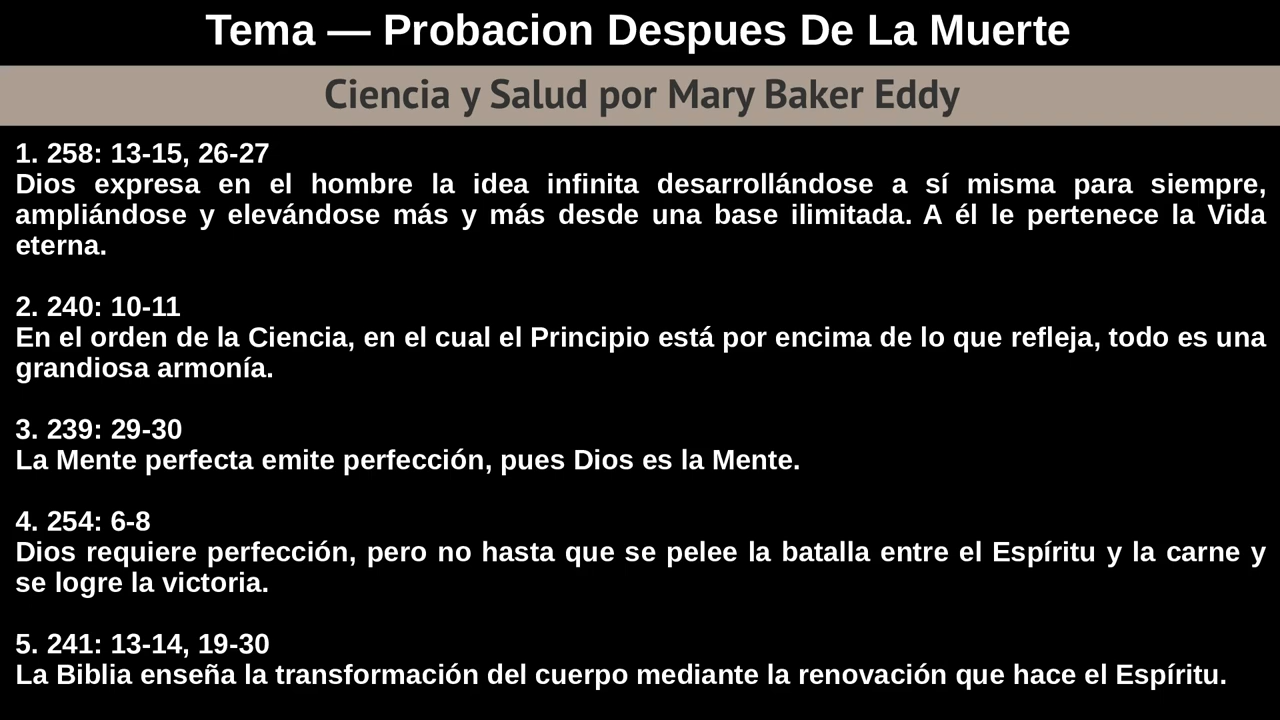 Tema — Probacion Despues De La Muerte
Ciencia y Salud por Mary Baker Eddy
1. 258: 13-15, 26-27
Dios expresa en el hombre la idea infinita desarrollándose a sí misma para siempre,
ampliándose y elevándose más y más desde una base ilimitada. A él le pertenece la Vida
eterna.
2. 240: 10-11
En el orden de la Ciencia, en el cual el Principio está por encima de lo que refleja, todo es una
grandiosa armonía.
3. 239: 29-30
La Mente perfecta emite perfección, pues Dios es la Mente.
4. 254: 6-8
Dios requiere perfección, pero no hasta que se pelee la batalla entre el Espíritu y la carne y
se logre la victoria.
5. 241: 13-14, 19-30
La Biblia enseña la transformación del cuerpo mediante la renovación que hace el Espíritu.